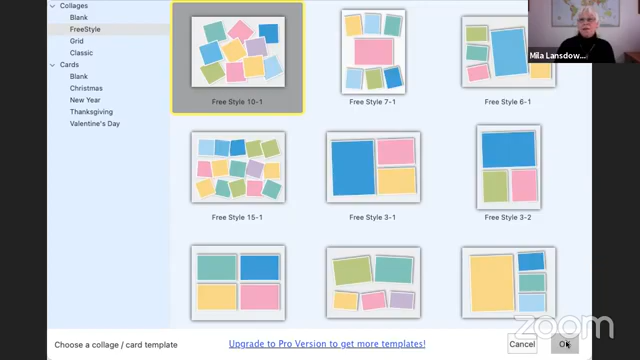 Collages
Blank
FreeStyle
Grid
Classic
Cards
Blank
Christmas
New Year
Thanksgiving
Valentine's Day
Free Style 10-1
Free Style 7-1
Free Style 6-1
Free Style 15-1
Free Style 3-1
Free Style 3-2
Mila Lansdow...
Choose a collage / card template
Upgrade to Pro Version to get more templates!
Cancel
zoom